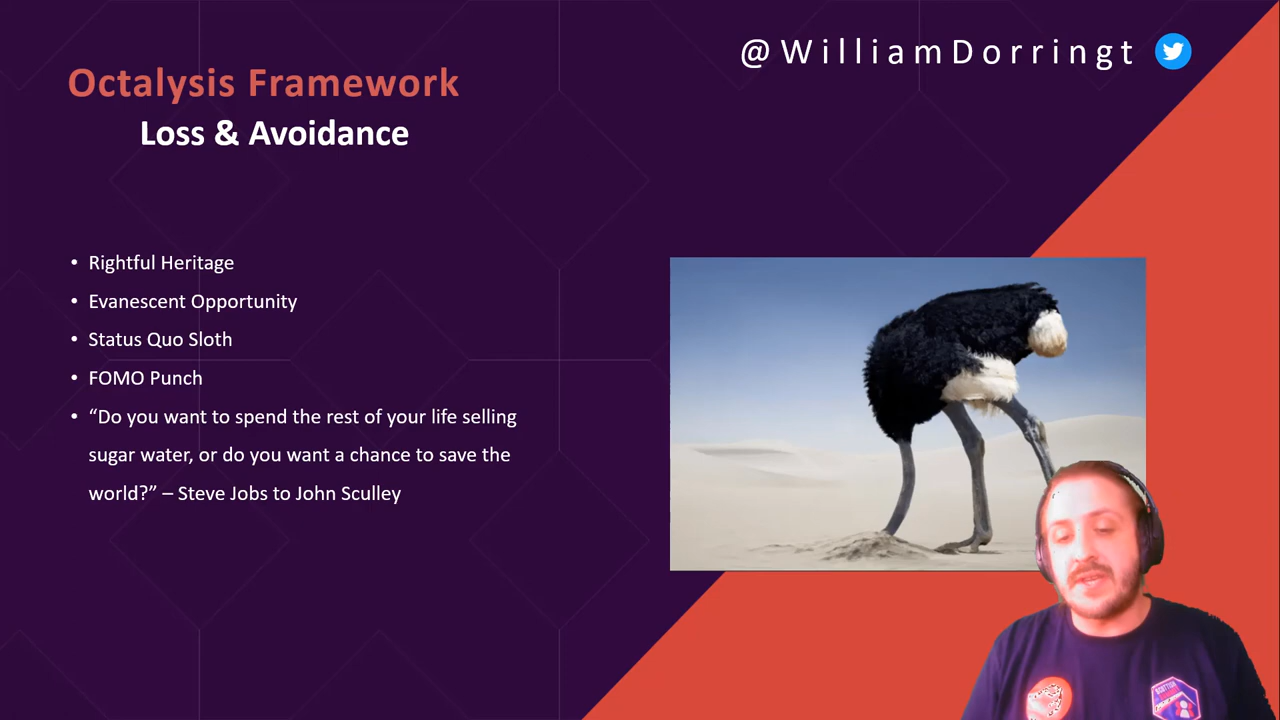 @WilliamDorringt
Octalysis Framework
Loss & Avoidance
• Rightful Heritage
• Evanescent Opportunity
• Status Quo Sloth
• FOMO Punch
• “Do you want to spend the rest of your life selling
sugar water, or do you want a chance to save the
world?” – Steve Jobs to John Sculley
SCOTTISH